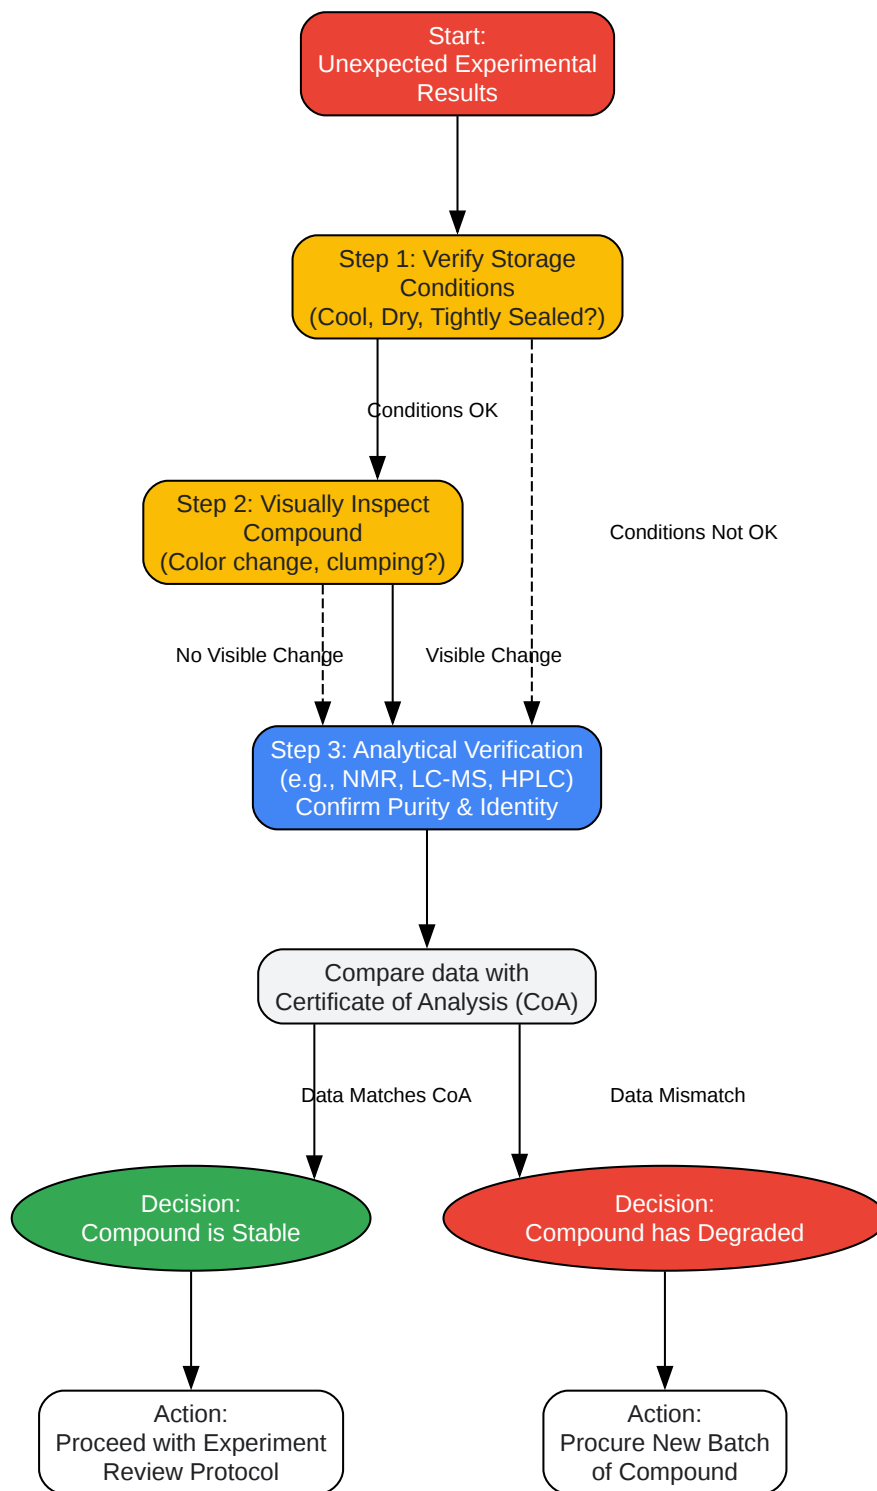 Start:
Unexpected Experimental
Results
Step 1: Verify Storage
Conditions
(Cool, Dry, Tightly Sealed?)
Conditions OK
Step 2: Visually Inspect
Compound
(Color change, clumping?)
Conditions Not OK
No Visible Change
Visible Change
Step 3: Analytical Verification
(e.g., NMR, LC-MS, HPLC)
Confirm Purity & Identity
Compare data with
Certificate of Analysis (CoA)
Data Matches CoA
Data Mismatch
Decision:
Compound is Stable
Decision:
Compound has Degraded
Action:
Proceed with Experiment
Review Protocol
Action:
Procure New Batch
of Compound